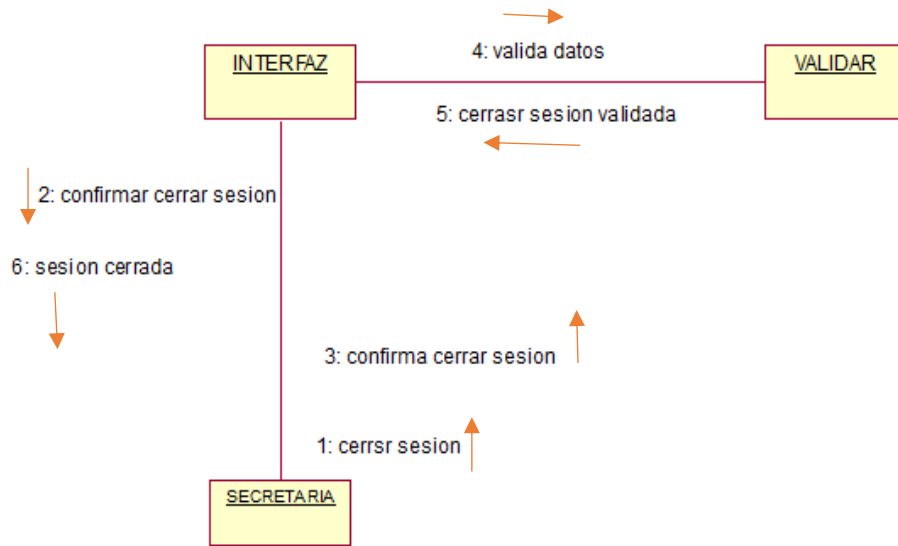 4: valida datos
INTERFAZ
VALIDAR
5: cerrasr sesion validada
2: confirmar cerrar sesion
6: sesion cerrada
3: confirma cerrar sesion
1: cerrsr sesion
SECRETARIA